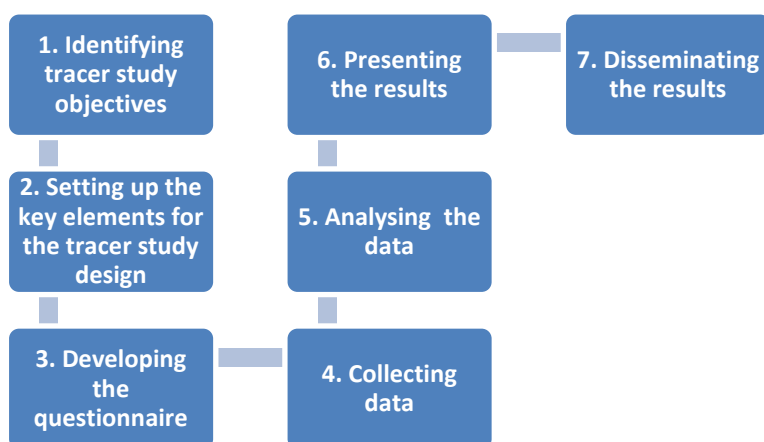 1. Identifying
tracer study
objectives
2. Setting up the
key elements for
the tracer study
design
3. Developing
the
questionnaire
4. Collecting
data
5. Analysing the
data
6. Presenting
the results
7. Disseminating
the results